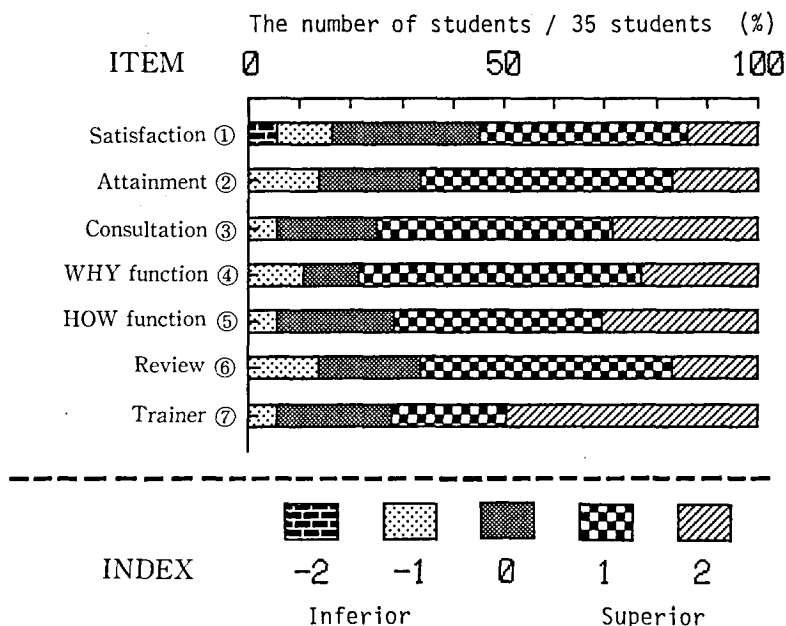 The number of students / 35 students (%)
ITEM 0 50 100
Satisfaction ①
Attainment ②
Consultation ③
WHY function ④
HOW function ⑤
Review ⑥
Trainer ⑦
INDEX -2 -1 0 1 2
Inferior Superior